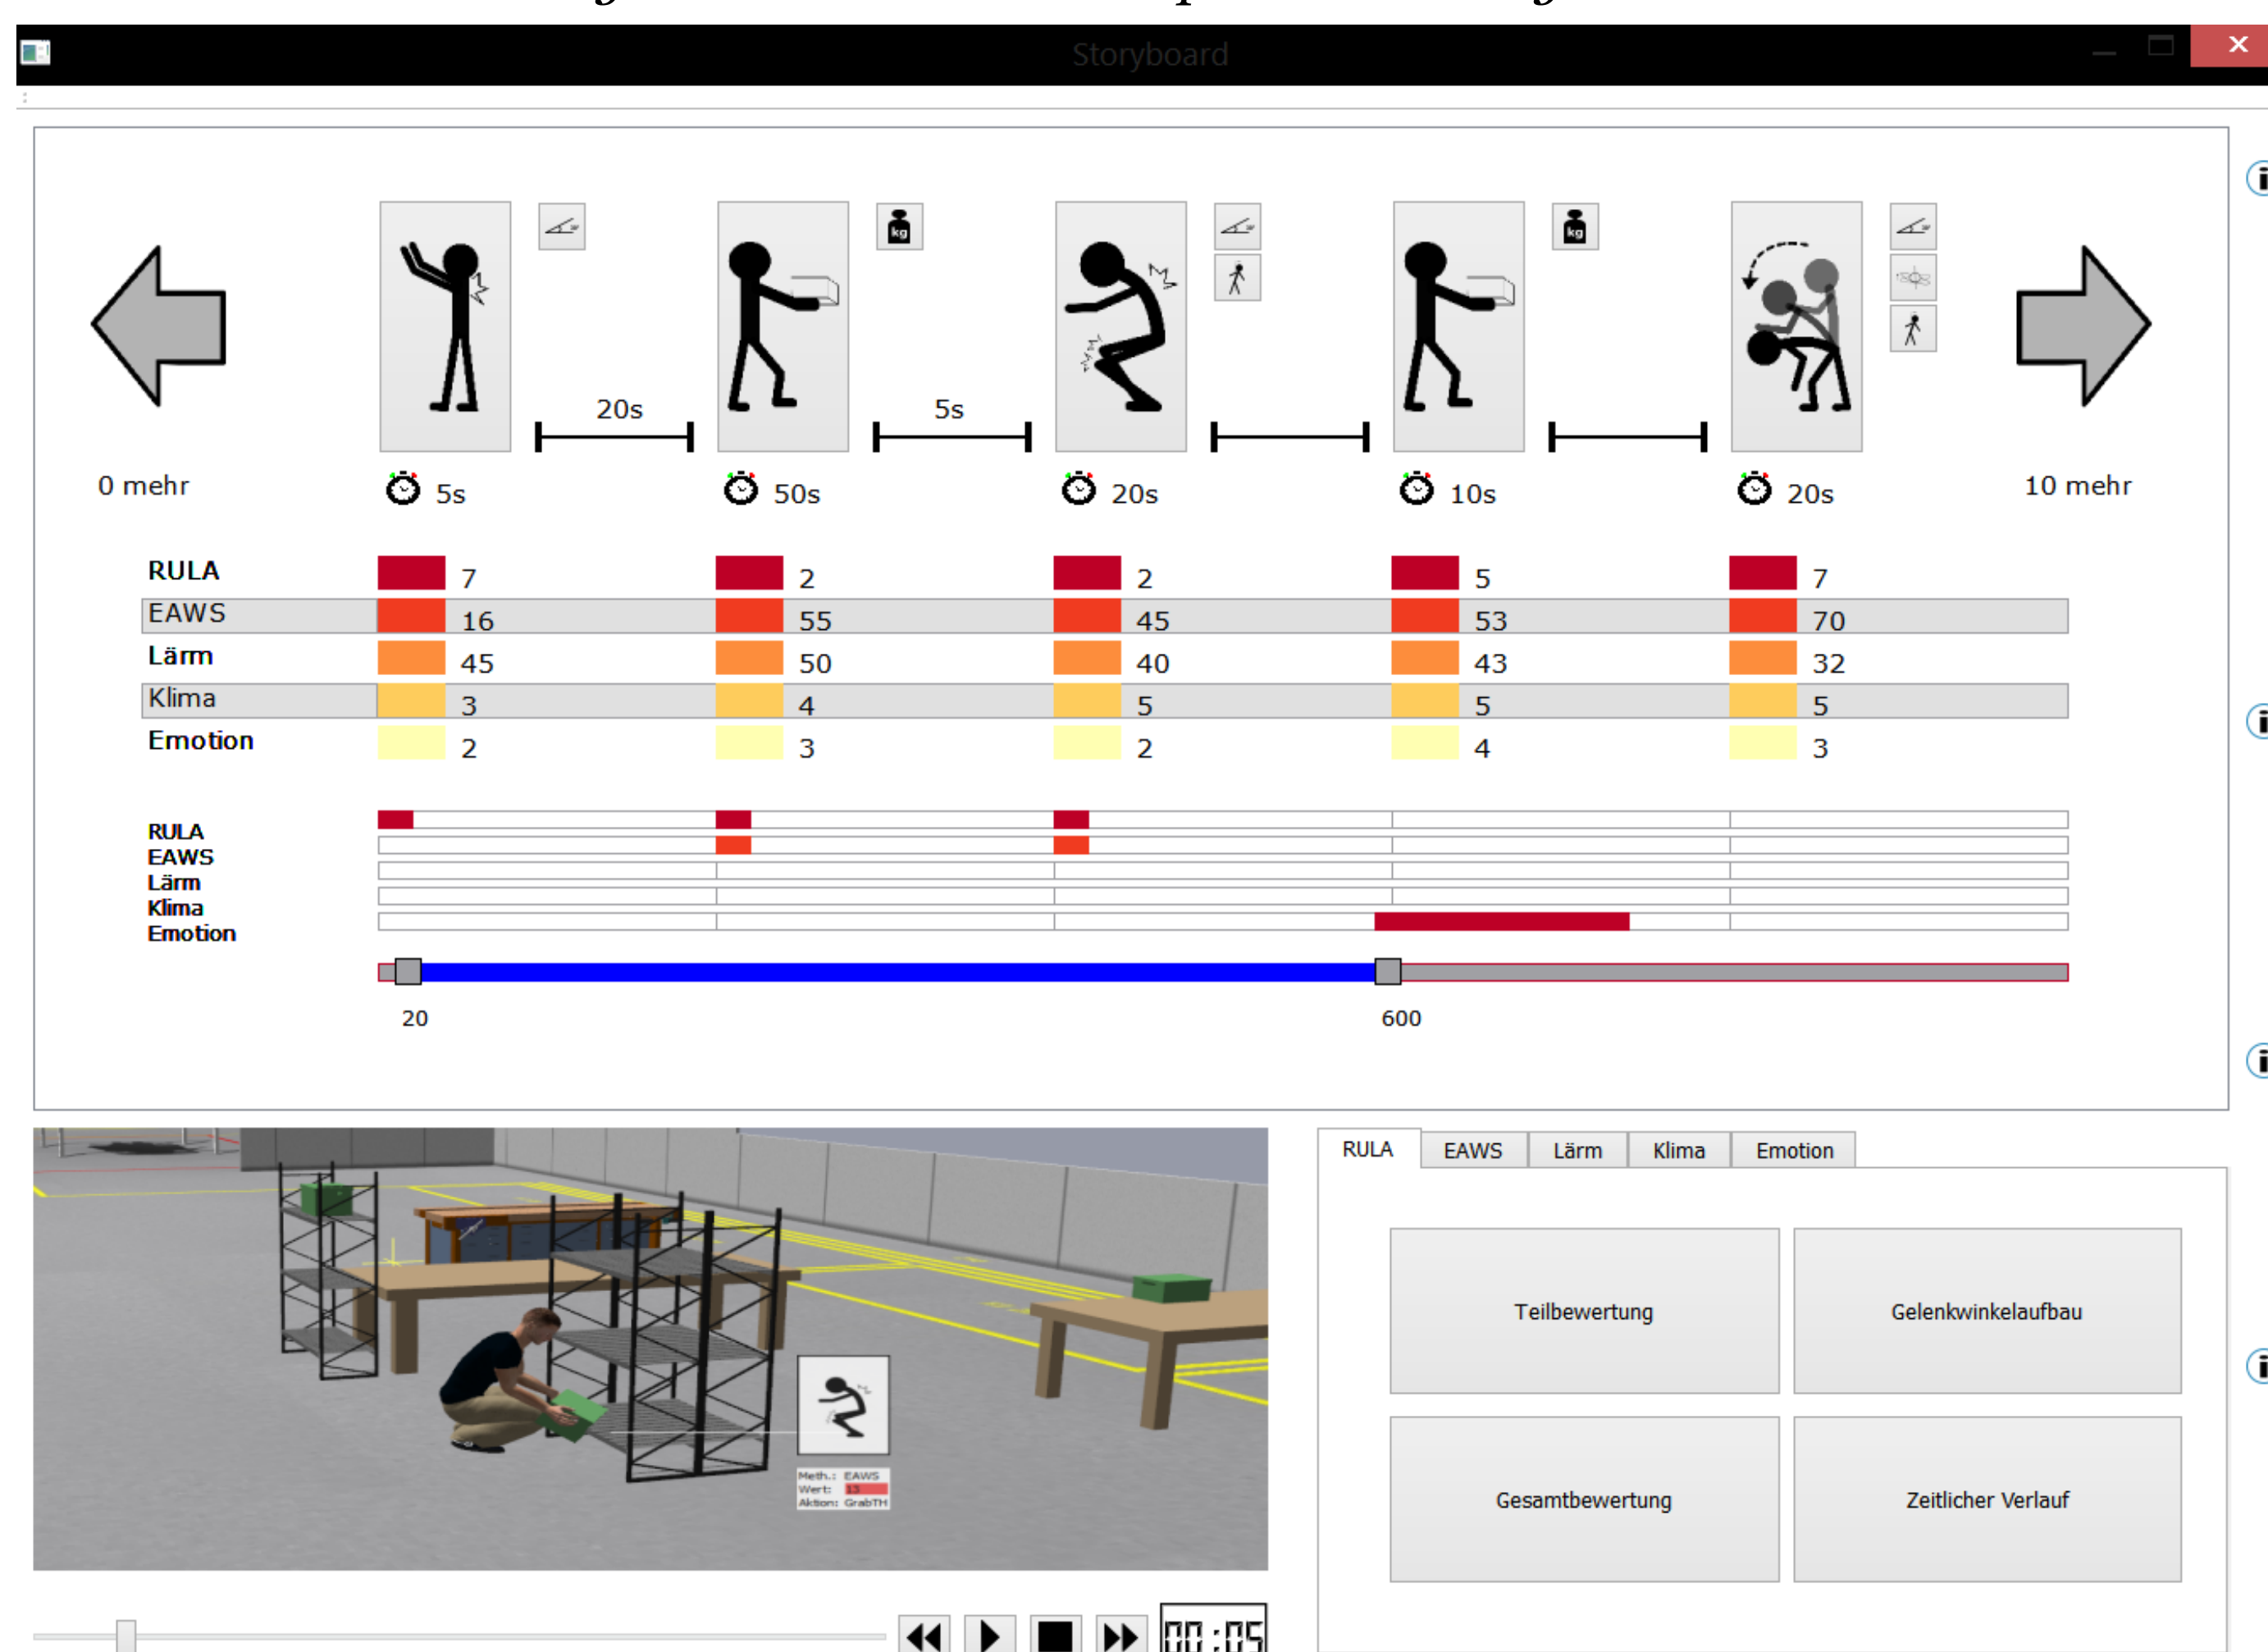 Storyboard
kg
kg
20s
5s
0 mehr
5s
50s
20s
10s
20s
10 mehr
RULA 7 2 2 5 7
EAWS 16 55 45 53 70
Lärm 45 50 40 43 32
Klima 3 4 5 5 5
Emotion 2 3 2 4 3
RULA
EAWS
Lärm
Klima
Emotion
20 600
RULA EAWS Lärm Klima Emotion
Teilbewertung Gelenkwinkelaufbau
Gesamtbewertung Zeitlicher Verlauf
Meth.: EAWS
Wert: 13
Aktion: GrabTH
00:05